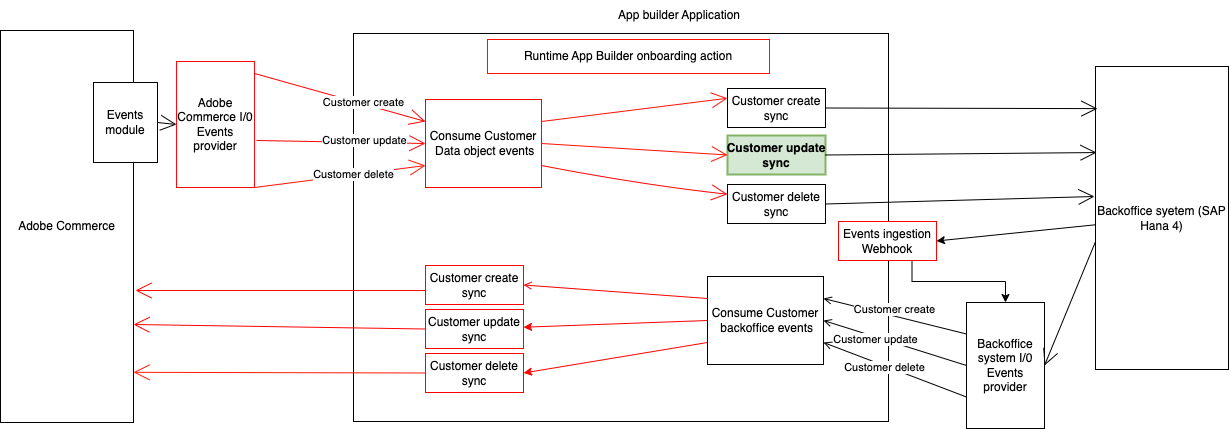 App builder Application
Runtime App Builder onboarding action
Events
module
Adobe
Commerce I/0
Events
provider
Customer create
Customer update
Customer delete
Consume Customer
Data object events
Customer create
sync
Customer update
sync
Customer delete
sync
Adobe Commerce
Backoffice syetem (SAP
Hana 4)
Events ingestion
Webhook
Customer create
sync
Customer update
sync
Customer delete
sync
Consume Customer
backoffice events
Customer create
Customer update
Customer delete
Backoffice
system I/0
Events
provider